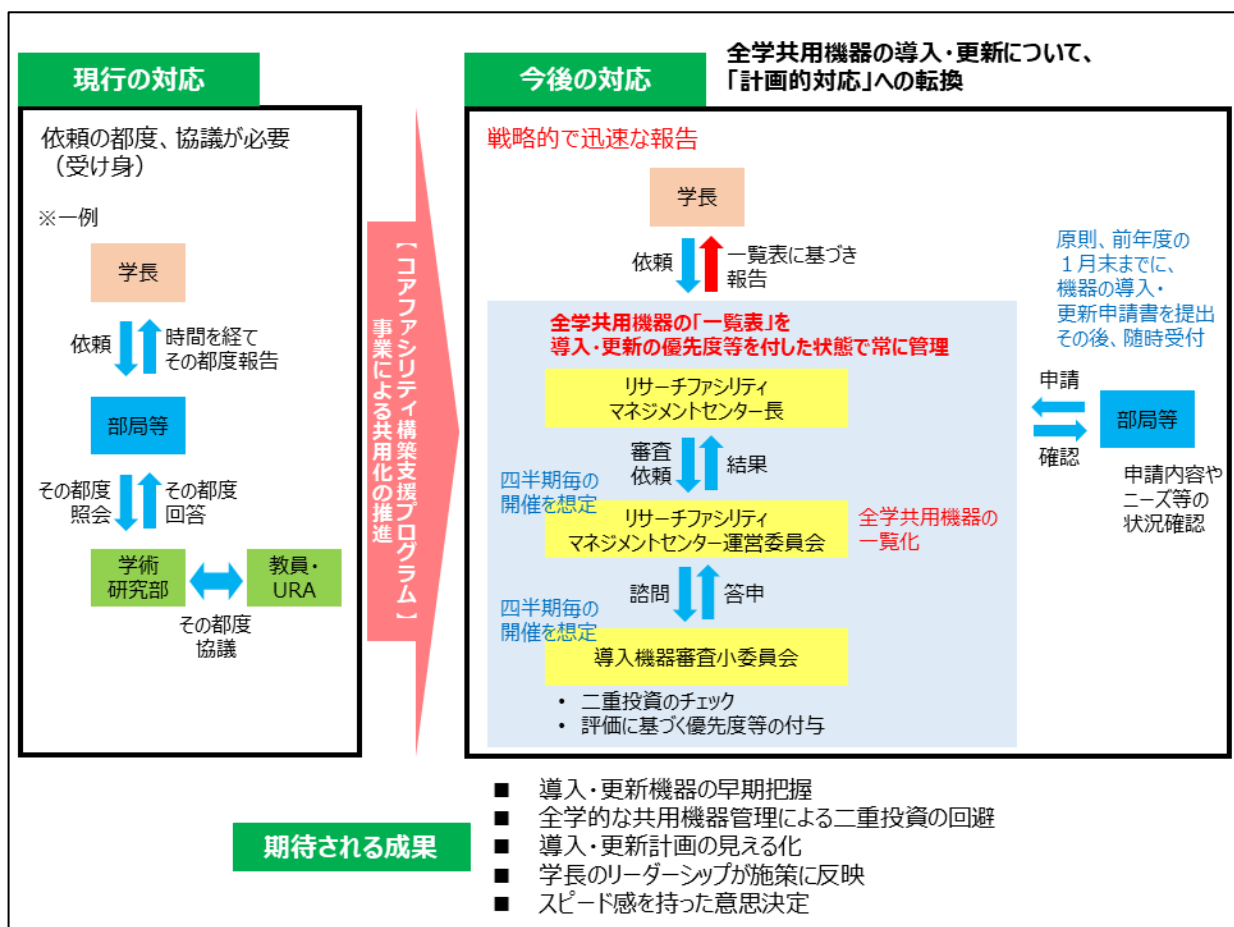 現行の対応
依頼の都度、協議が必要
（受け身）
※一例
学長
依頼
時間を経て
その都度報告
部局等
その都度
照会
その都度
回答
学術
研究部
教員・
URA
その都度
協議
【コアファシリティ構築支援プログラム】
事業による共用化の推進
今後の対応
全学共用機器の導入・更新について、
「計画的対応」への転換
戦略的で迅速な報告
学長
依頼
一覧表に基づき
報告
全学共用機器の「一覧表」を
導入・更新の優先度等を付した状態で常に管理
リサーチファシリティ
マネジメントセンター長
審査
依頼
結果
四半期毎の
開催を想定
リサーチファシリティ
マネジメントセンター運営委員会
全学共用機器の
一覧化
諮問
答申
四半期毎の
開催を想定
導入機器審査小委員会
• 二重投資のチェック
• 評価に基づく優先度等の付与
原則、前年度の
１月末までに、
機器の導入・
更新申請書を提出
その後、随時受付
申請
確認
部局等
申請内容や
ニーズ等の
状況確認
期待される成果
■ 導入・更新機器の早期把握
■ 全学的な共用機器管理による二重投資の回避
■ 導入・更新計画の見える化
■ 学長のリーダーシップが施策に反映
■ スピード感を持った意思決定